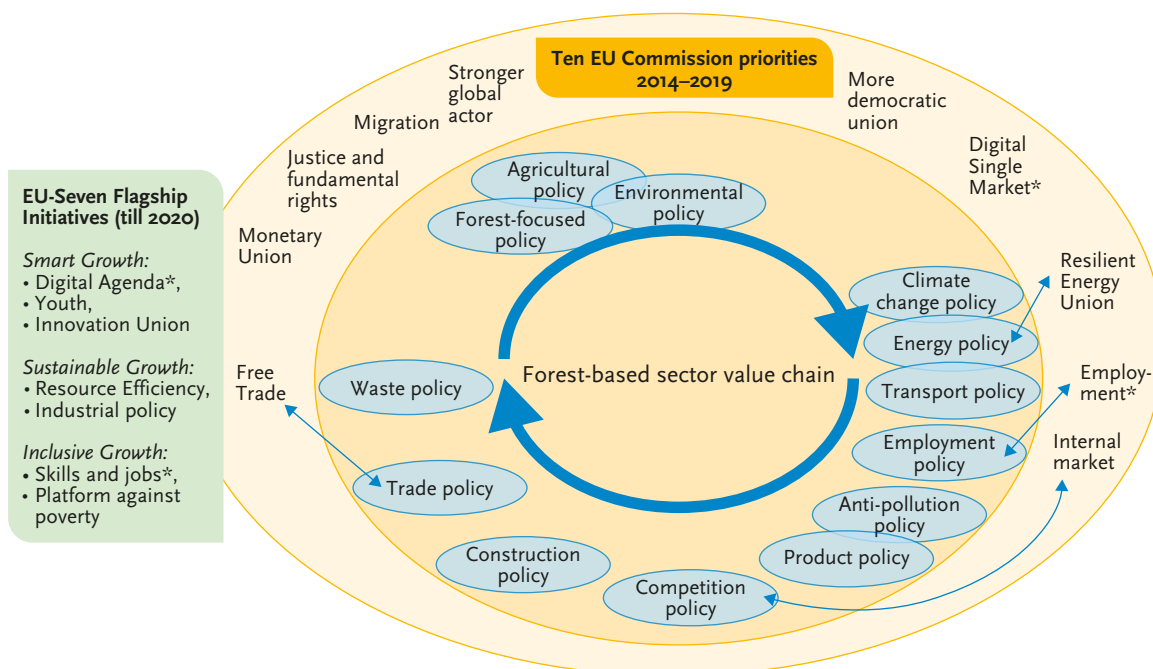 Ten EU Commission priorities
2014–2019
Stronger
global
actor
Migration
Justice and
fundamental
rights
Monetary
Union
Free
Trade
More
democratic
union
Digital
Single
Market*
Resilient
Energy
Union
Employ-
ment*
Internal
market
EU-Seven Flagship
Initiatives (till 2020)
Smart Growth:
• Digital Agenda*,
• Youth,
• Innovation Union
Sustainable Growth:
• Resource Efficiency,
• Industrial policy
Inclusive Growth:
• Skills and jobs*,
• Platform against
poverty
Agricultural
policy
Environmental
policy
Forest-focused
policy
Climate
change policy
Energy policy
Transport policy
Employment
policy
Anti-pollution
policy
Product policy
Competition
policy
Construction
policy
Trade policy
Waste policy
Forest-based sector value chain